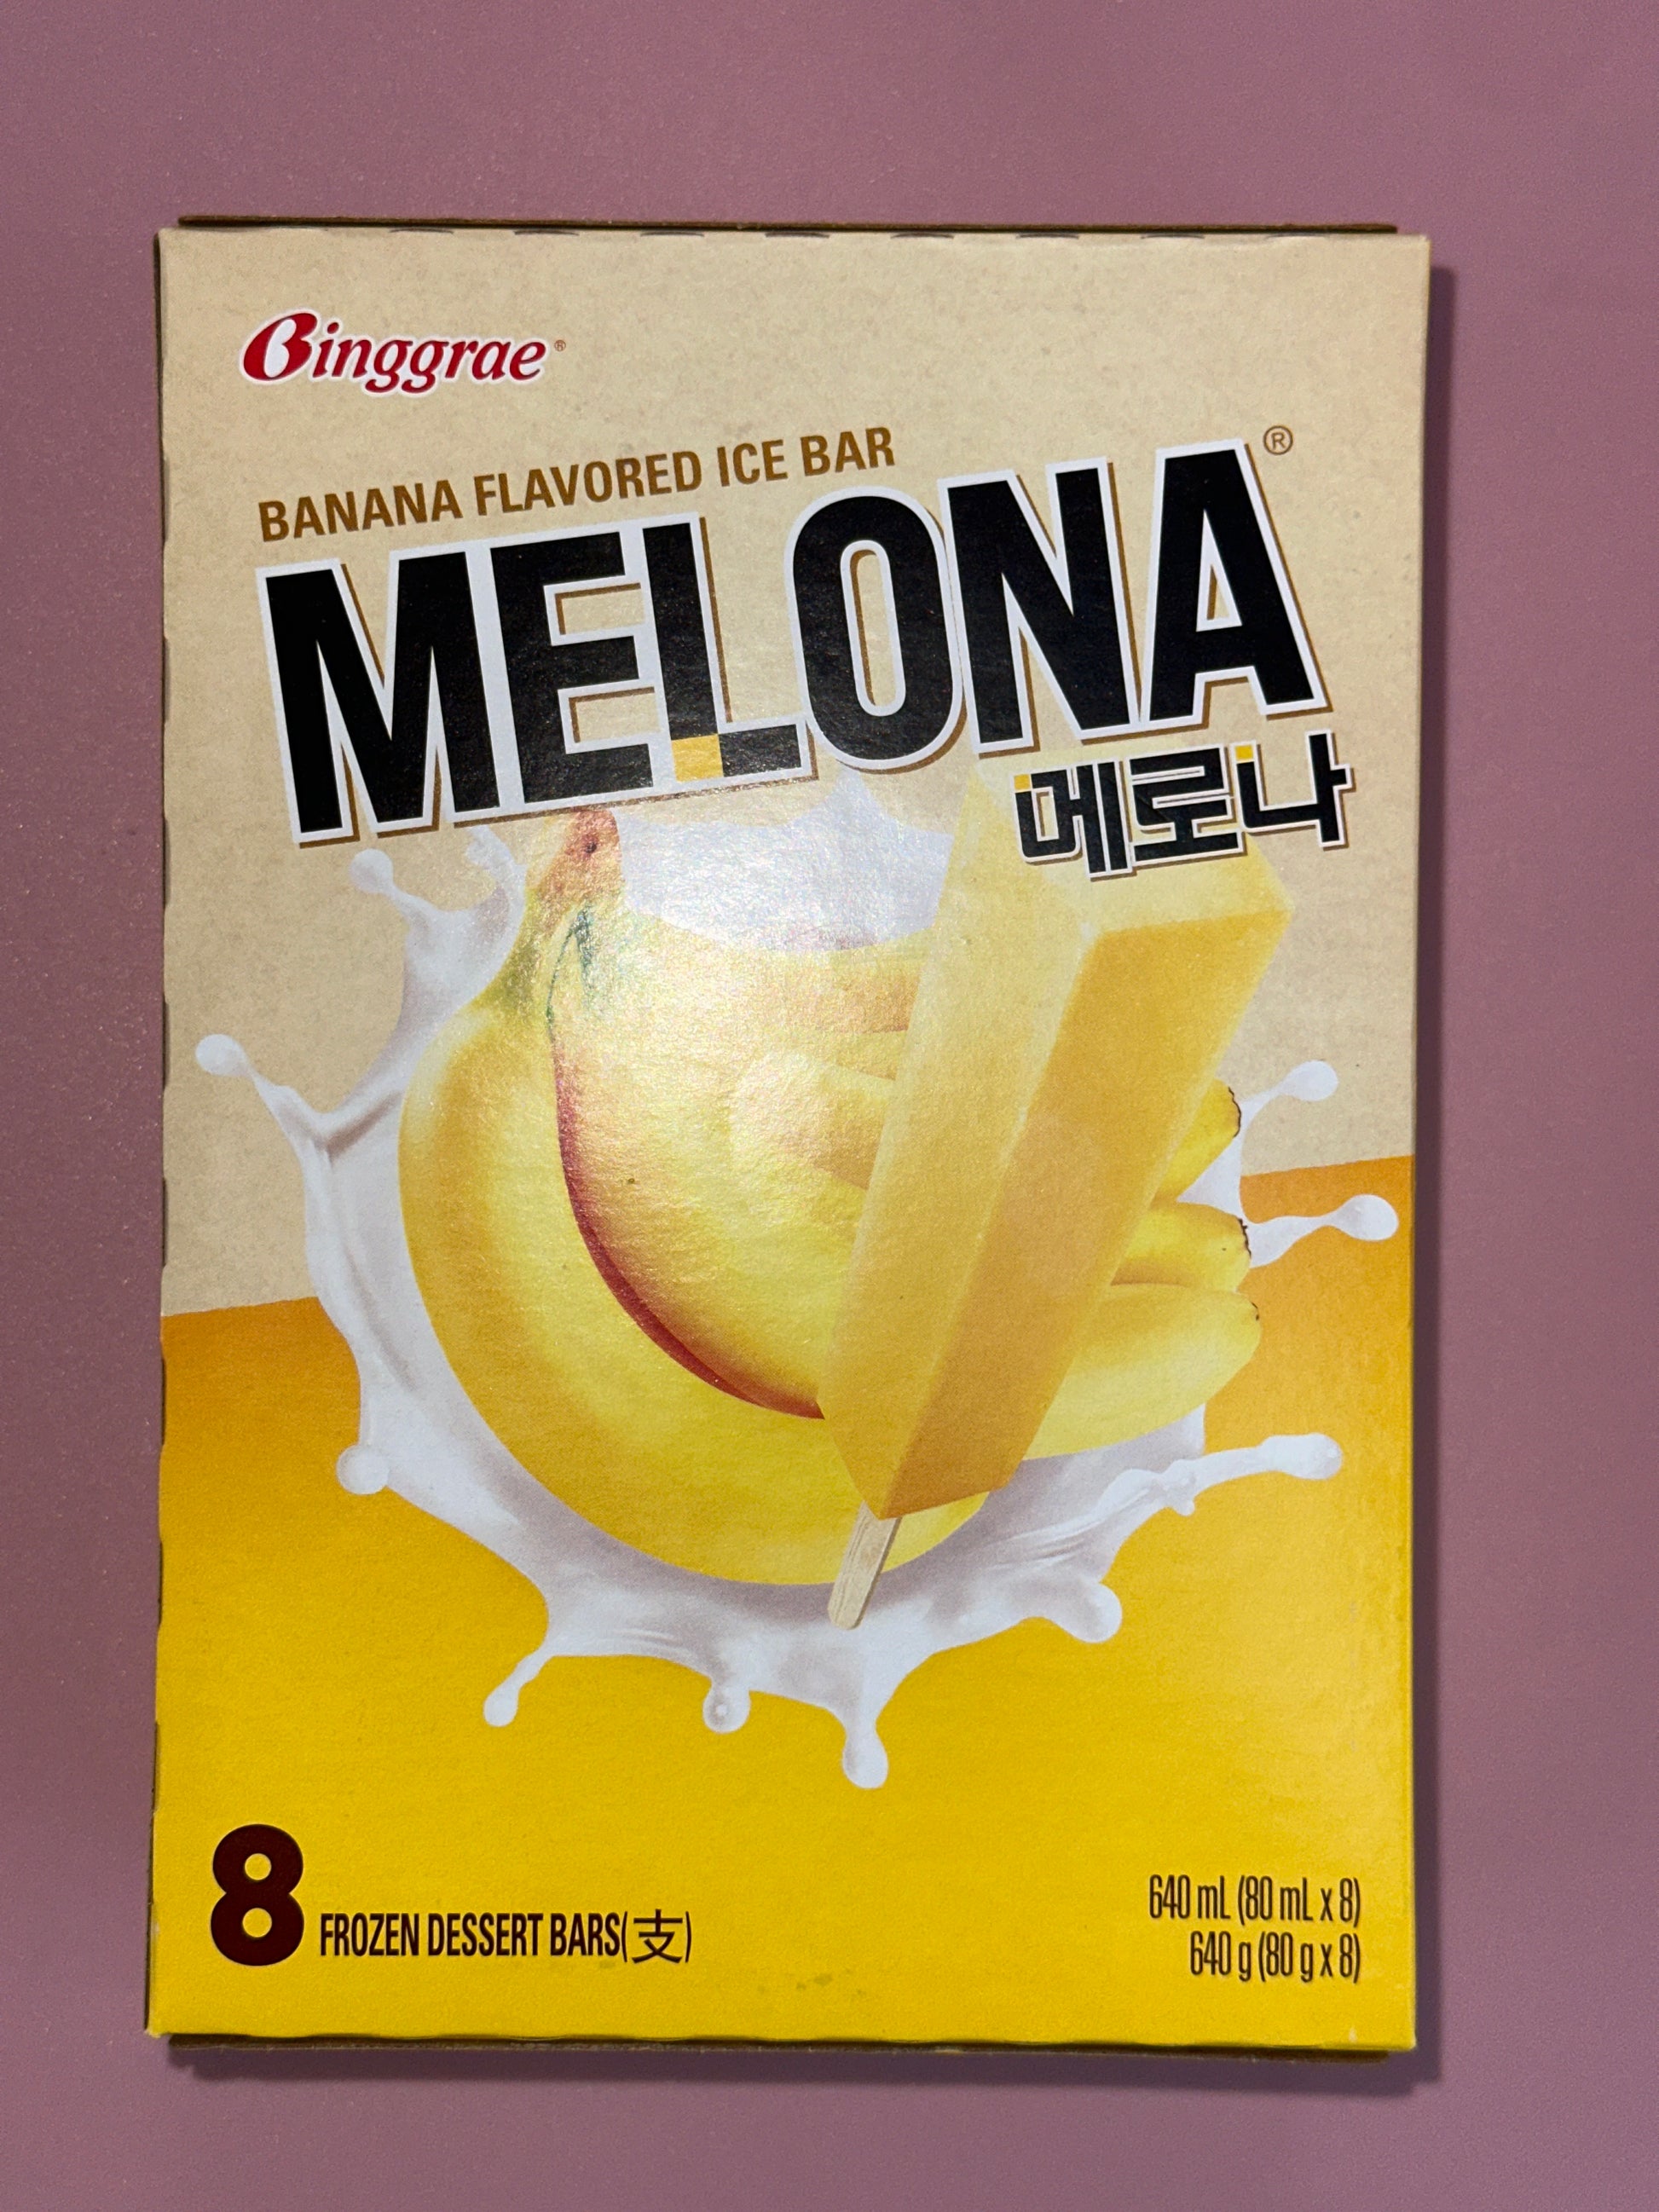 Binggrae®
BANANA FLAVORED ICE BAR
MELONA®
메로나
8 FROZEN DESSERT BARS(支)
640 mL (80 mL x 8)
640 g (80 g x 8)